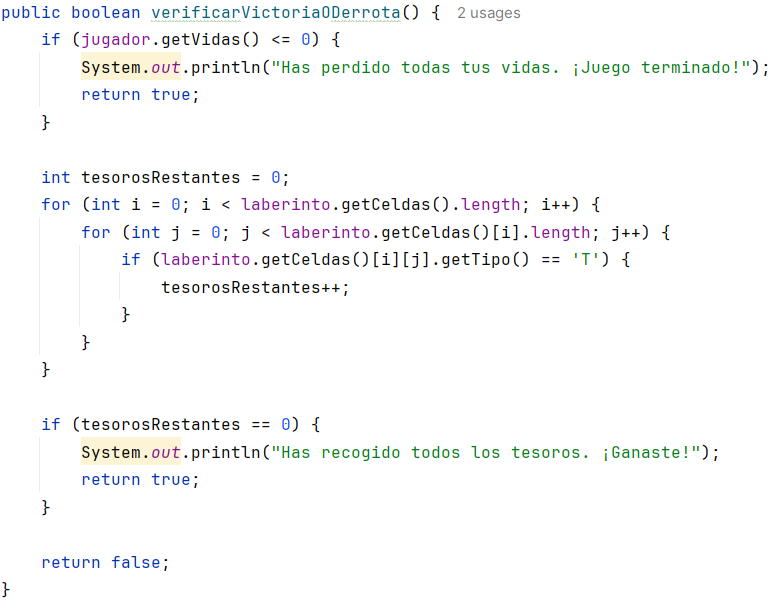 public boolean verificarVictoriaODerrota() { 2 usages
    if (jugador.getVidas() <= 0) {
        System.out.println("Has perdido todas tus vidas. ¡Juego terminado!");
        return true;
    }

    int tesorosRestantes = 0;
    for (int i = 0; i < laberinto.getCeldas().length; i++) {
        for (int j = 0; j < laberinto.getCeldas()[i].length; j++) {
            if (laberinto.getCeldas()[i][j].getTipo() == 'T') {
                tesorosRestantes++;
            }
        }
    }

    if (tesorosRestantes == 0) {
        System.out.println("Has recogido todos los tesoros. ¡Ganaste!");
        return true;
    }

    return false;
}